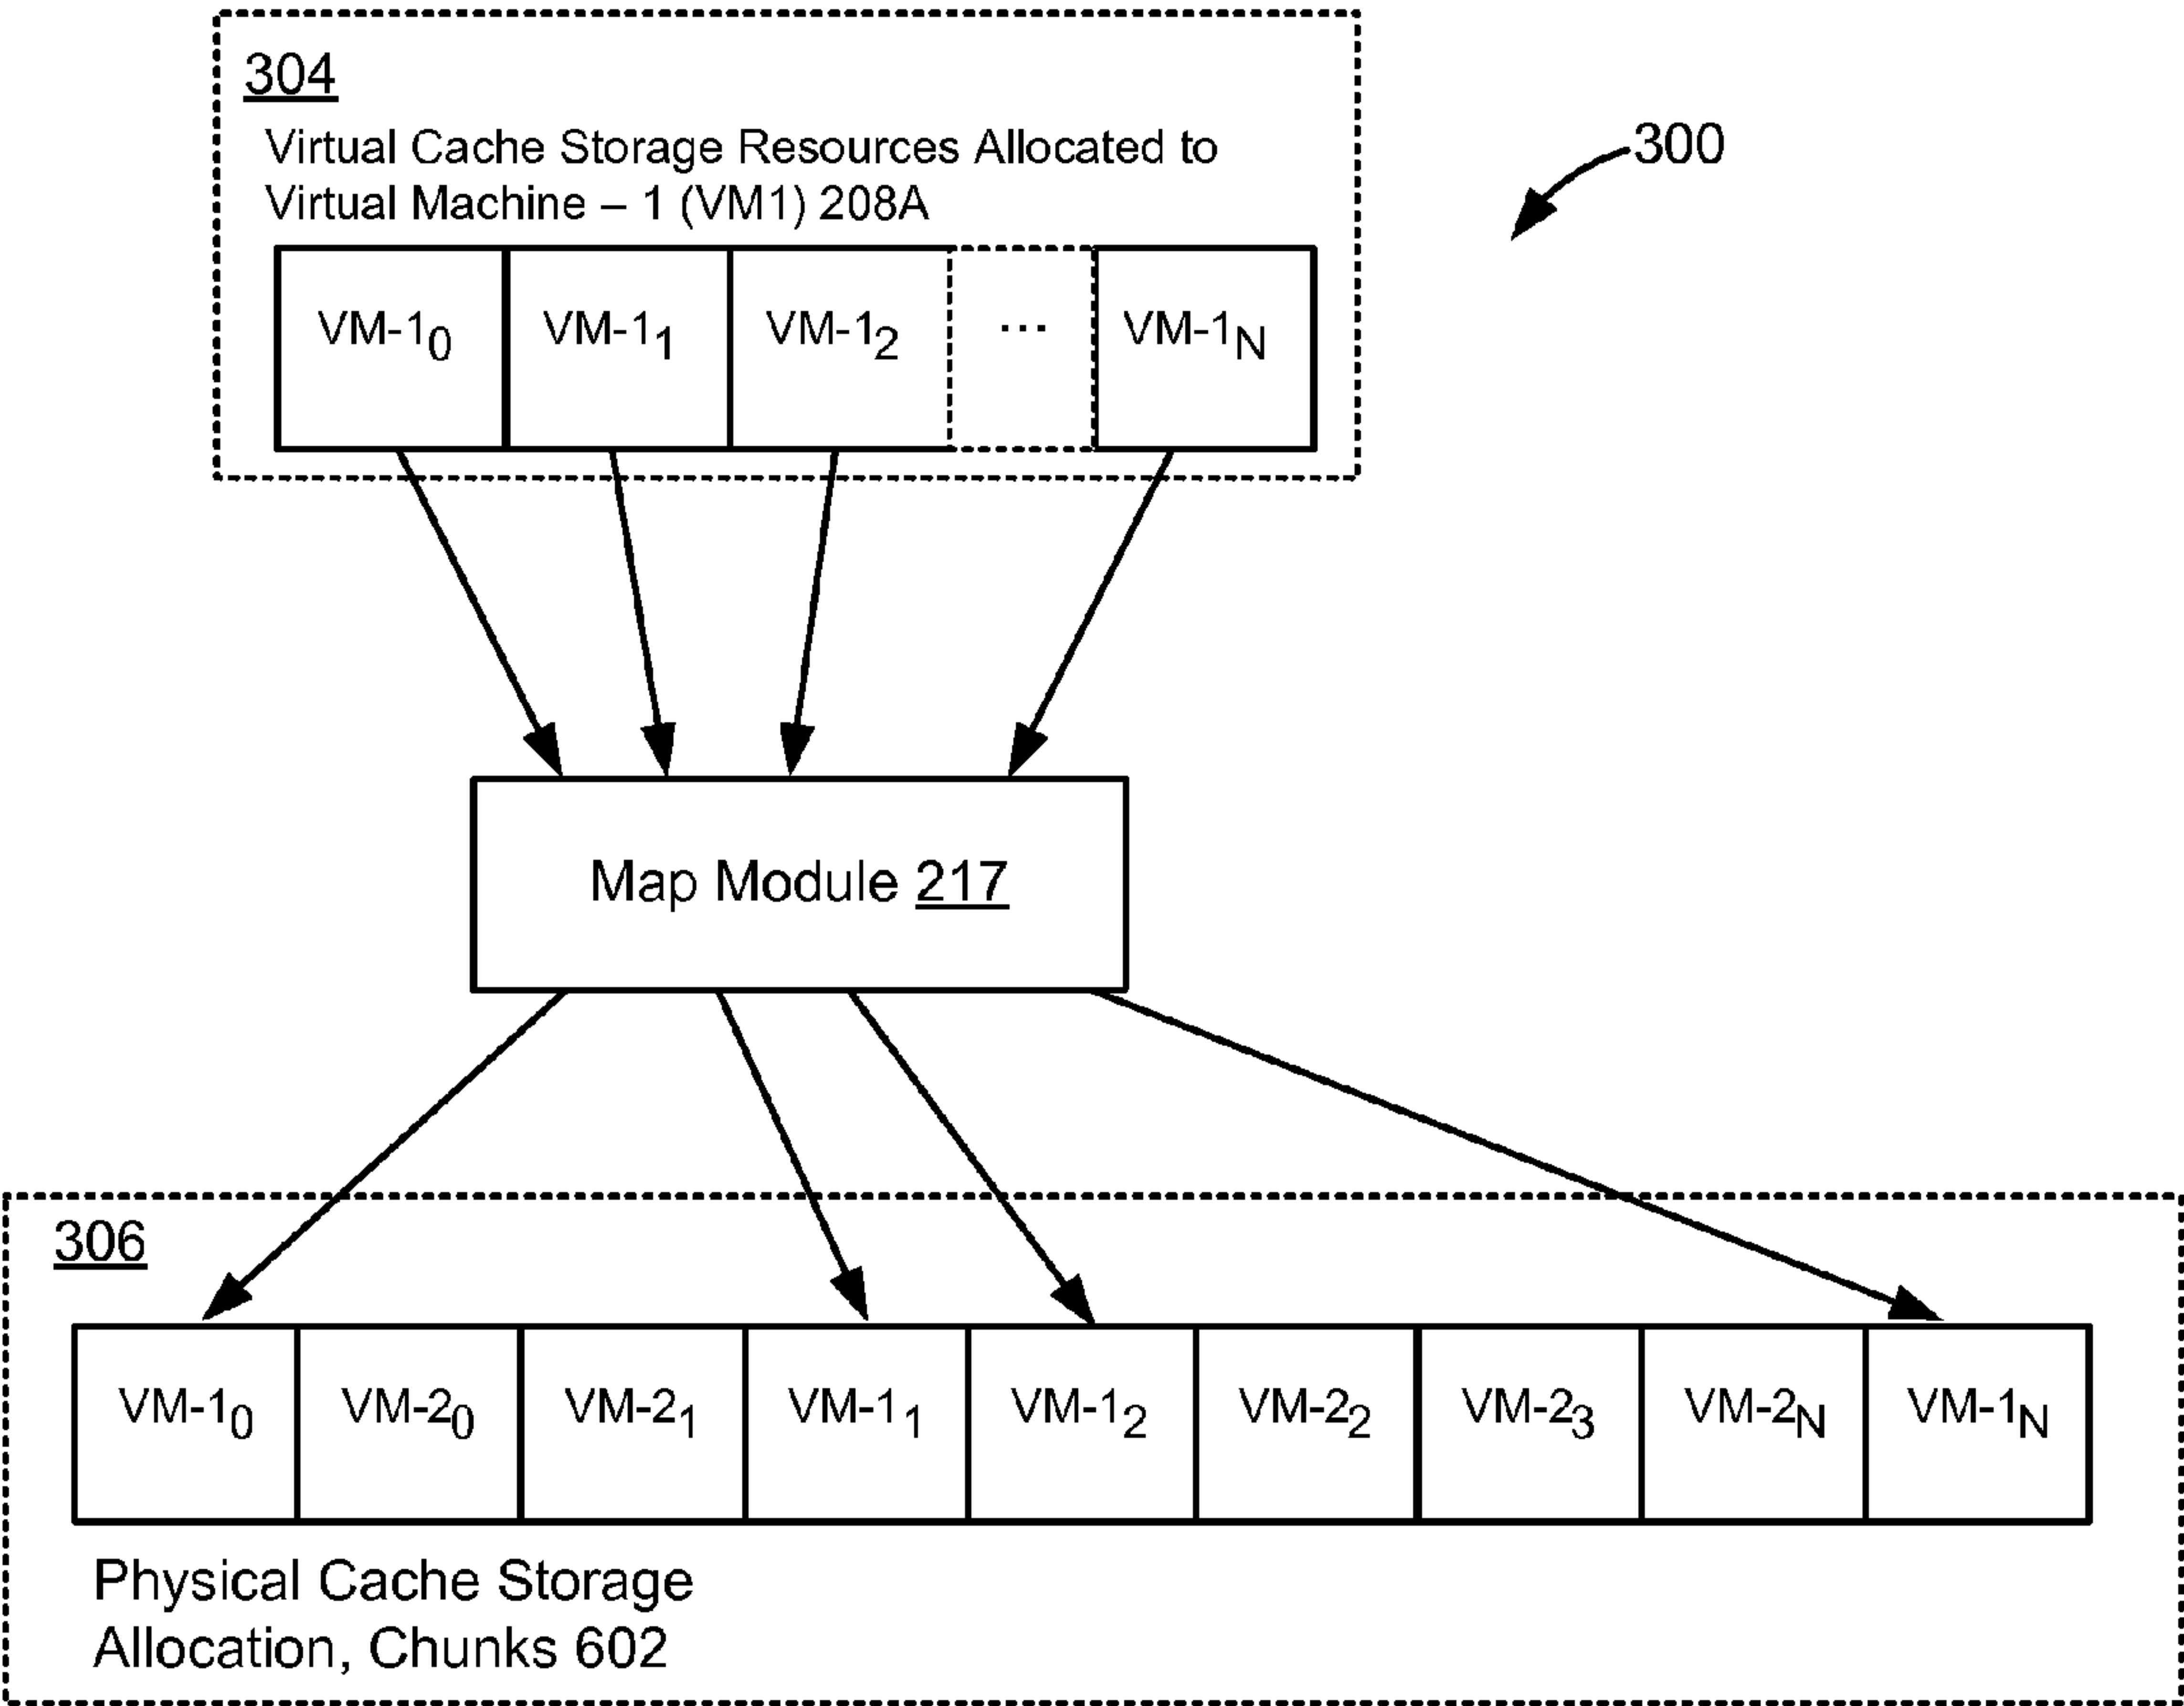 304
Virtual Cache Storage Resources Allocated to
Virtual Machine – 1 (VM1) 208A
300
VM-1₀ VM-1₁ VM-1₂ ... VM-1N
Map Module 217
306
VM-1₀ VM-2₀ VM-2₁ VM-1₁ VM-1₂ VM-2₂ VM-2₃ VM-2N VM-1N
Physical Cache Storage
Allocation, Chunks 602